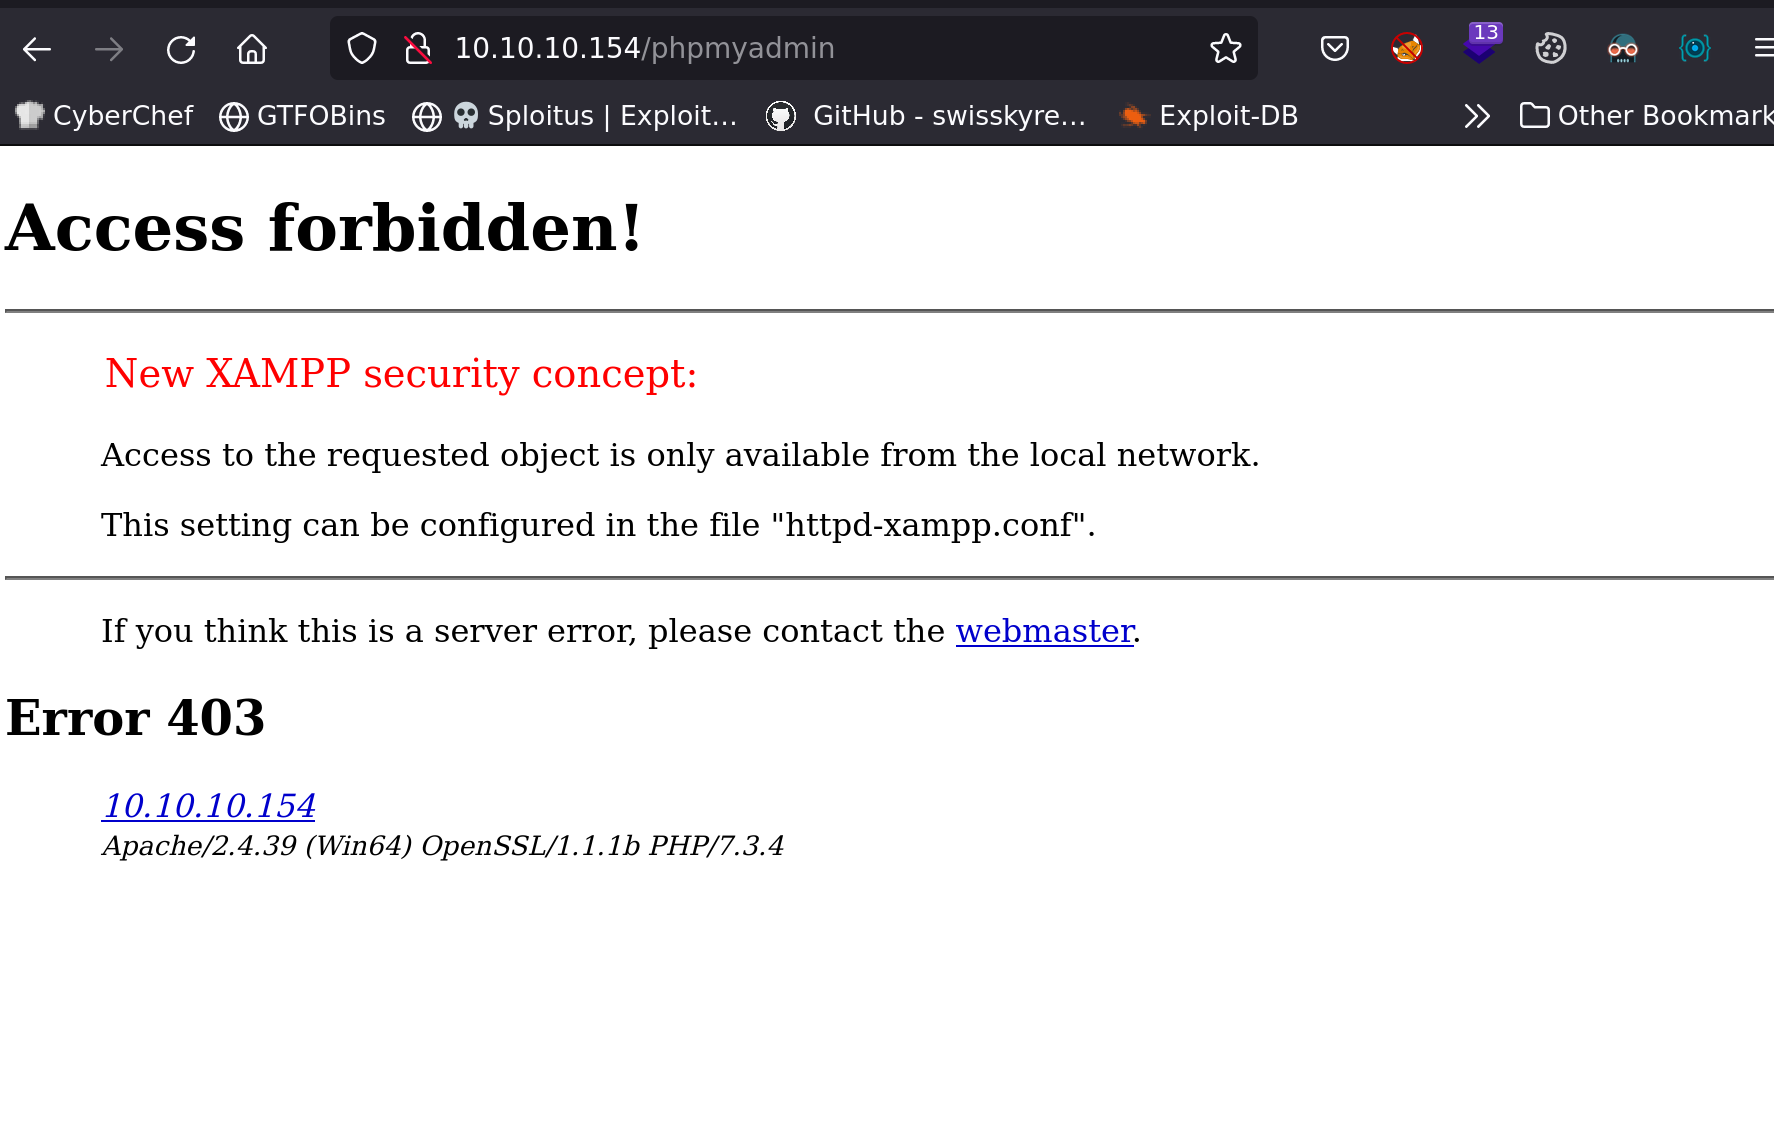 10.10.10.154/phpmyadmin
13
CyberChef GTFOBins Sploitus | Exploit… GitHub - swisskyre… Exploit-DB Other Bookmark
Access forbidden!
New XAMPP security concept:
Access to the requested object is only available from the local network.
This setting can be configured in the file "httpd-xampp.conf".
If you think this is a server error, please contact the webmaster.
Error 403
10.10.10.154
Apache/2.4.39 (Win64) OpenSSL/1.1.1b PHP/7.3.4